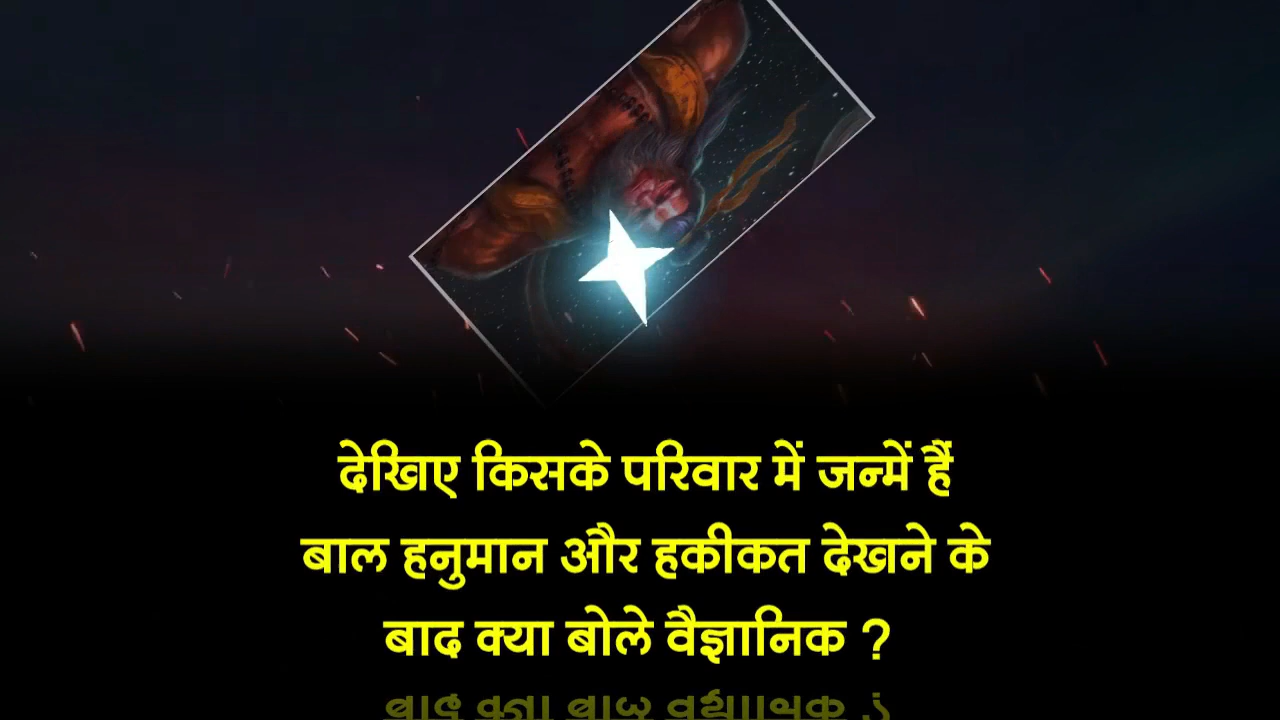 देखिए किसके परिवार में जन्में हैं
बाल हनुमान और हकीकत देखने के
बाद क्या बोले वैज्ञानिक ?